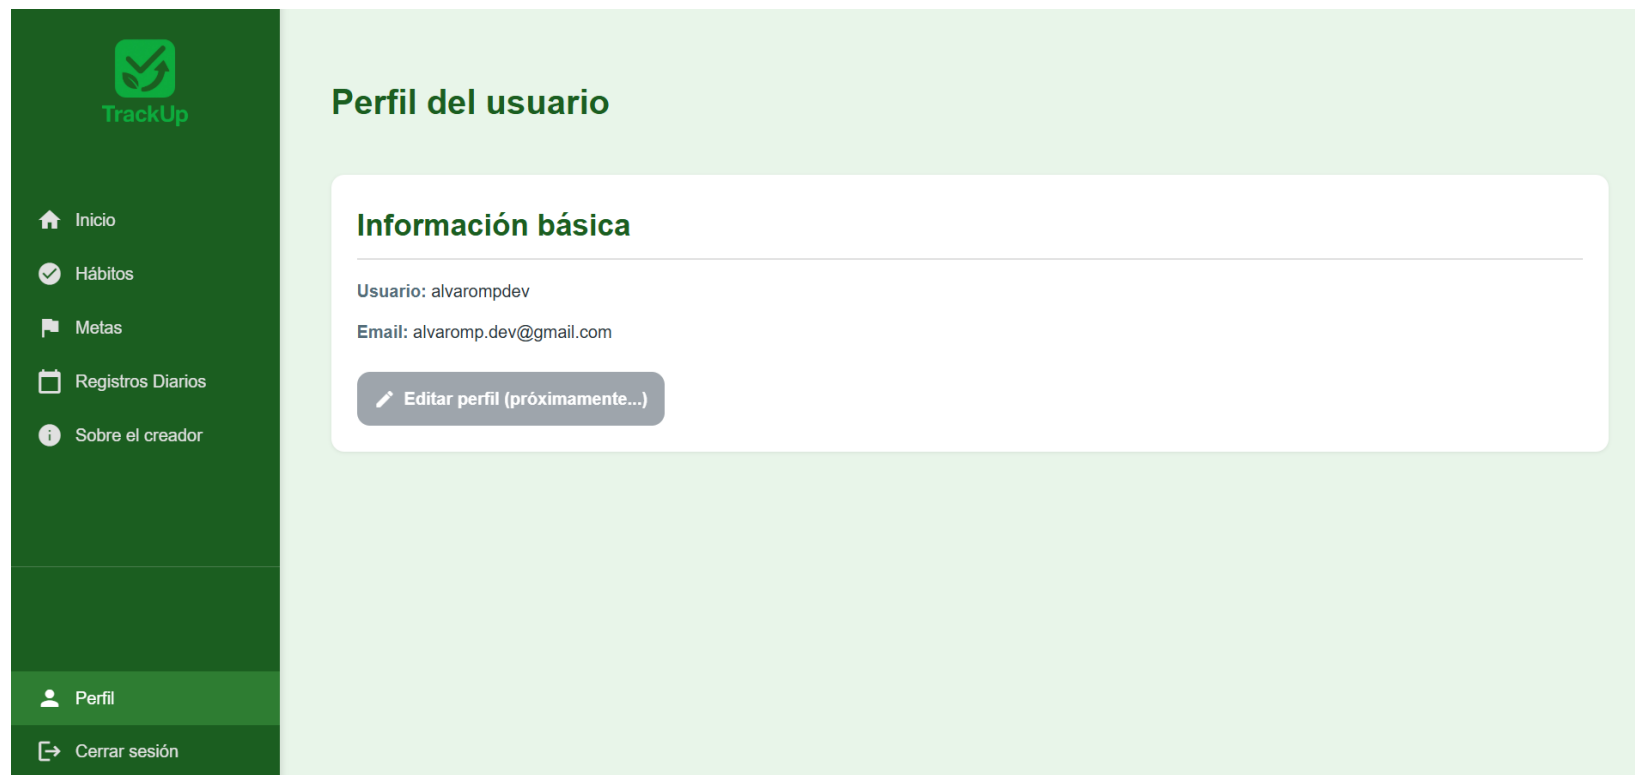 TrackUp
Inicio
Hábitos
Metas
Registros Diarios
Sobre el creador
Perfil
Cerrar sesión
Perfil del usuario
Información básica
Usuario: alvarompdev
Email: alvaromp.dev@gmail.com
Editar perfil (próximamente...)